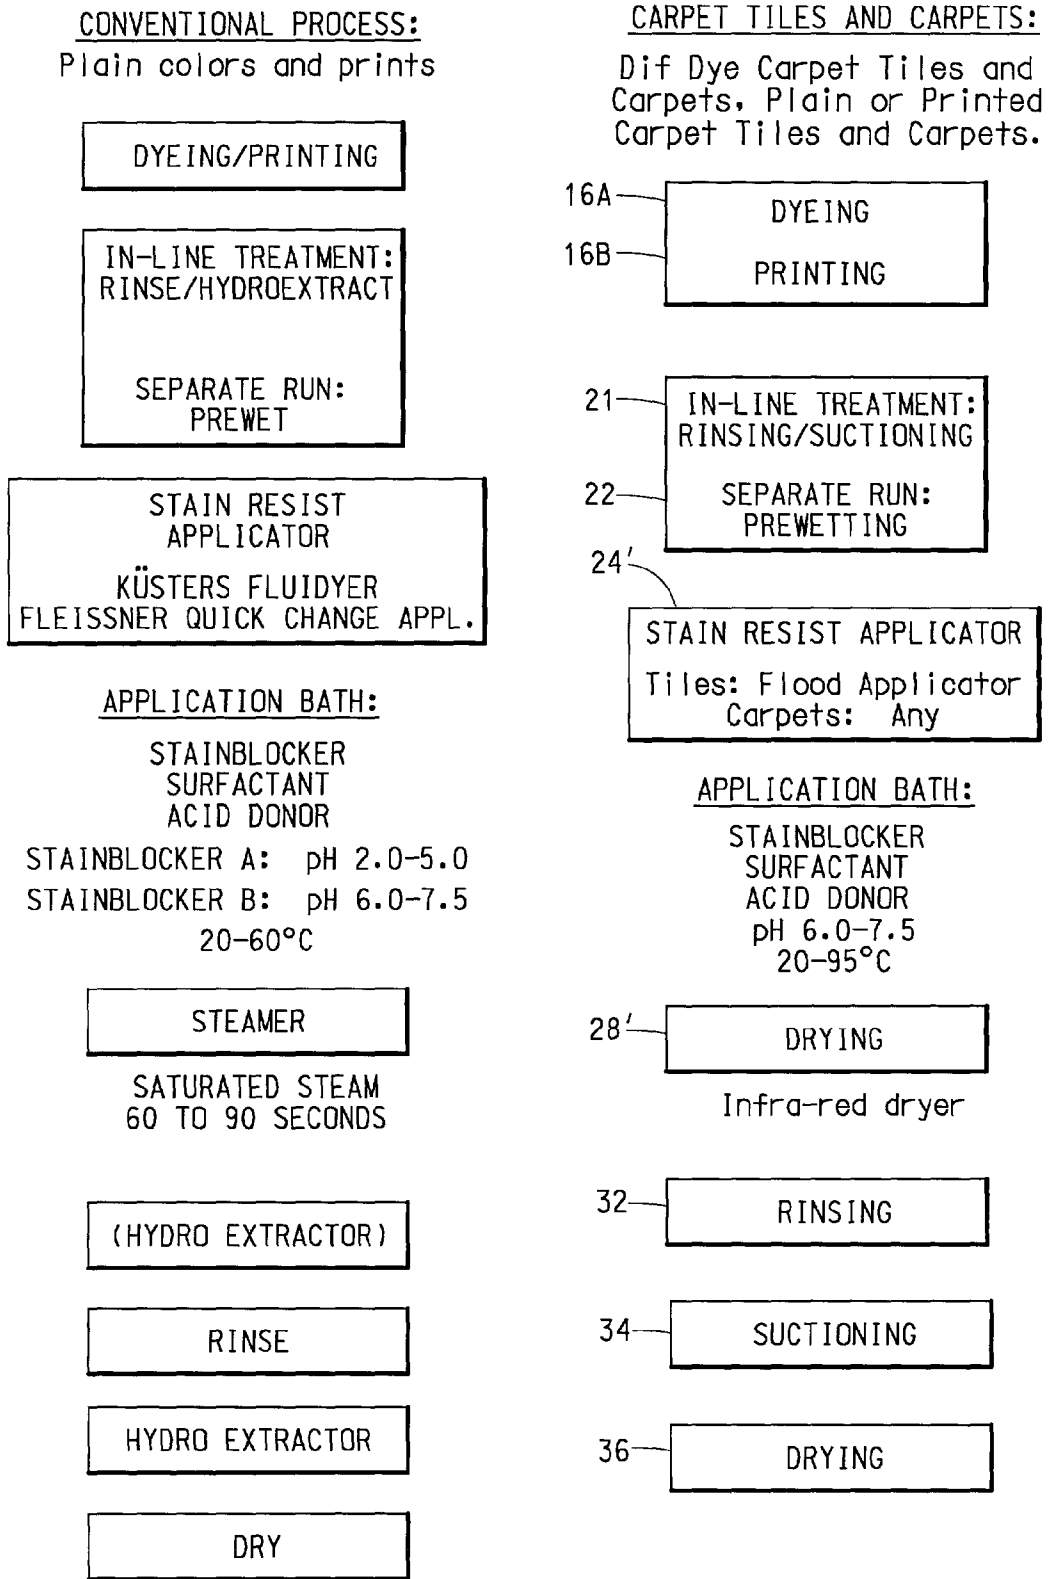 CONVENTIONAL PROCESS:
Plain colors and prints
DYEING/PRINTING
IN-LINE TREATMENT:
RINSE/HYDROEXTRACT
SEPARATE RUN:
PREWET
STAIN RESIST
APPLICATOR
KÜSTERS FLUIDYER
FLEISSNER QUICK CHANGE APPL.
APPLICATION BATH:
STAINBLOCKER
SURFACTANT
ACID DONOR
STAINBLOCKER A: pH 2.0-5.0
STAINBLOCKER B: pH 6.0-7.5
20-60°C
STEAMER
SATURATED STEAM
60 TO 90 SECONDS
(HYDRO EXTRACTOR)
RINSE
HYDRO EXTRACTOR
DRY
CARPET TILES AND CARPETS:
Dif Dye Carpet Tiles and
Carpets, Plain or Printed
Carpet Tiles and Carpets.
16A
DYEING
16B
PRINTING
21
IN-LINE TREATMENT:
RINSING/SUCTIONING
22
SEPARATE RUN:
PREWETTING
24'
STAIN RESIST APPLICATOR
Tiles: Flood Applicator
Carpets: Any
APPLICATION BATH:
STAINBLOCKER
SURFACTANT
ACID DONOR
pH 6.0-7.5
20-95°C
28'
DRYING
Infra-red dryer
32
RINSING
34
SUCTIONING
36
DRYING